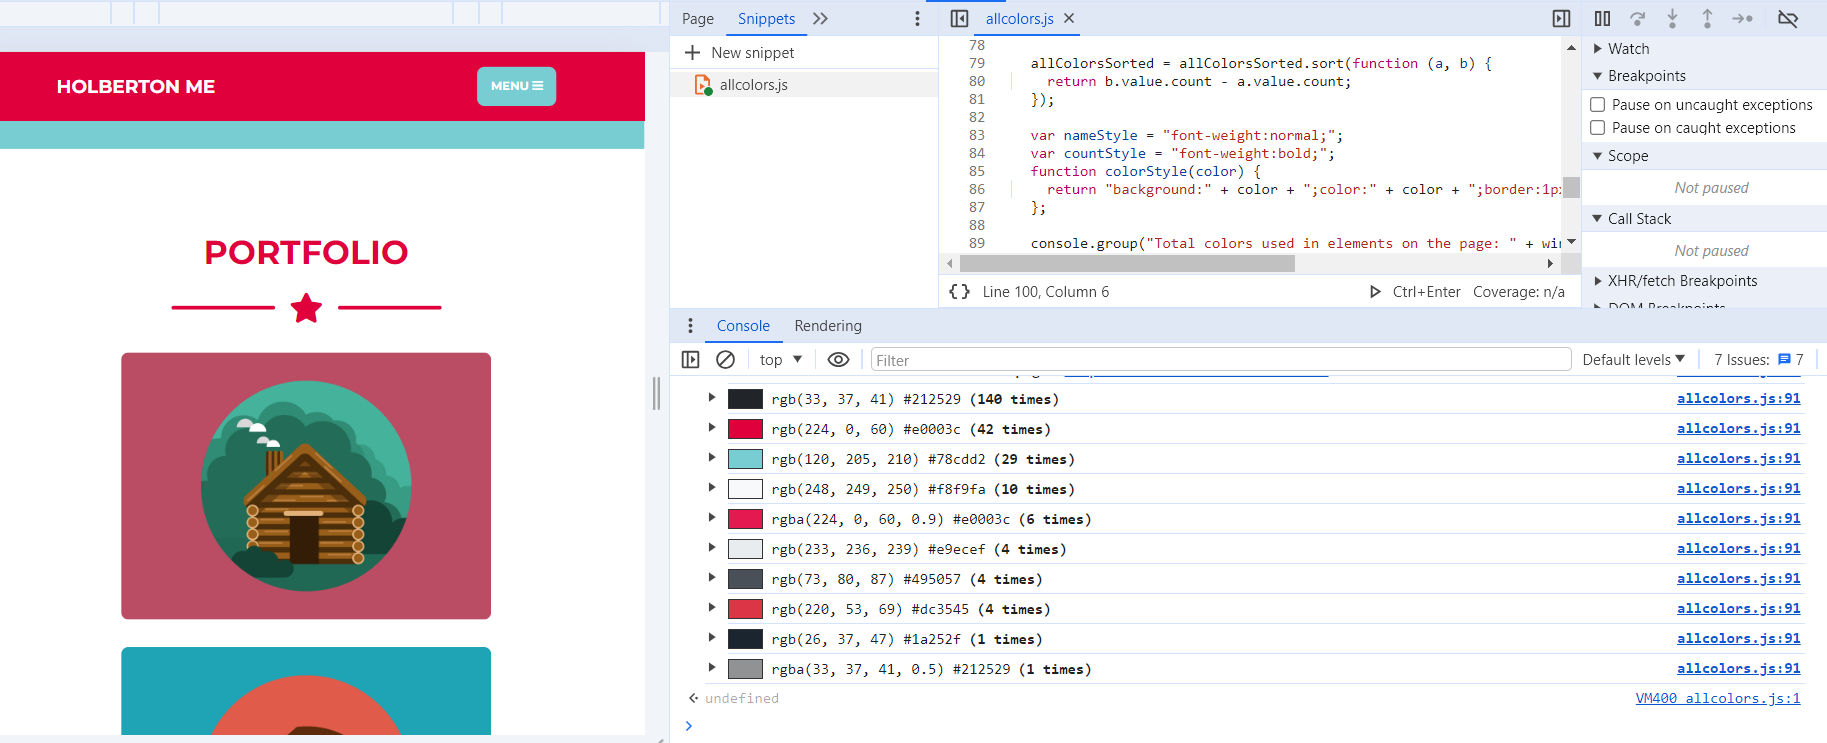 HOLBERTON ME
MENU
PORTFOLIO
Page Snippets
New snippet
allcolors.js
allcolors.js
78
79 allColorsSorted = allColorsSorted.sort(function (a, b) {
80 return b.value.count - a.value.count;
81 });
82
83 var nameStyle = "font-weight:normal;";
84 var countStyle = "font-weight:bold;";
85 function colorStyle(color) {
86 return "background:" + color + ";color:" + color + ";border:1px
87 };
88
89 console.group("Total colors used in elements on the page: " + win
{ } Line 100, Column 6 Ctrl+Enter Coverage: n/a
Watch
Breakpoints
Pause on uncaught exceptions
Pause on caught exceptions
Scope
Not paused
Call Stack
Not paused
XHR/fetch Breakpoints
DOM Breakpoints
Console Rendering
top Filter Default levels 7 Issues: 7
rgb(33, 37, 41) #212529 (140 times) allcolors.js:91
rgb(224, 0, 60) #e0003c (42 times) allcolors.js:91
rgb(120, 205, 210) #78cdd2 (29 times) allcolors.js:91
rgb(248, 249, 250) #f8f9fa (10 times) allcolors.js:91
rgba(224, 0, 60, 0.9) #e0003c (6 times) allcolors.js:91
rgb(233, 236, 239) #e9ecef (4 times) allcolors.js:91
rgb(73, 80, 87) #495057 (4 times) allcolors.js:91
rgb(220, 53, 69) #dc3545 (4 times) allcolors.js:91
rgb(26, 37, 47) #1a252f (1 times) allcolors.js:91
rgba(33, 37, 41, 0.5) #212529 (1 times) allcolors.js:91
undefined VM400 allcolors.js:1